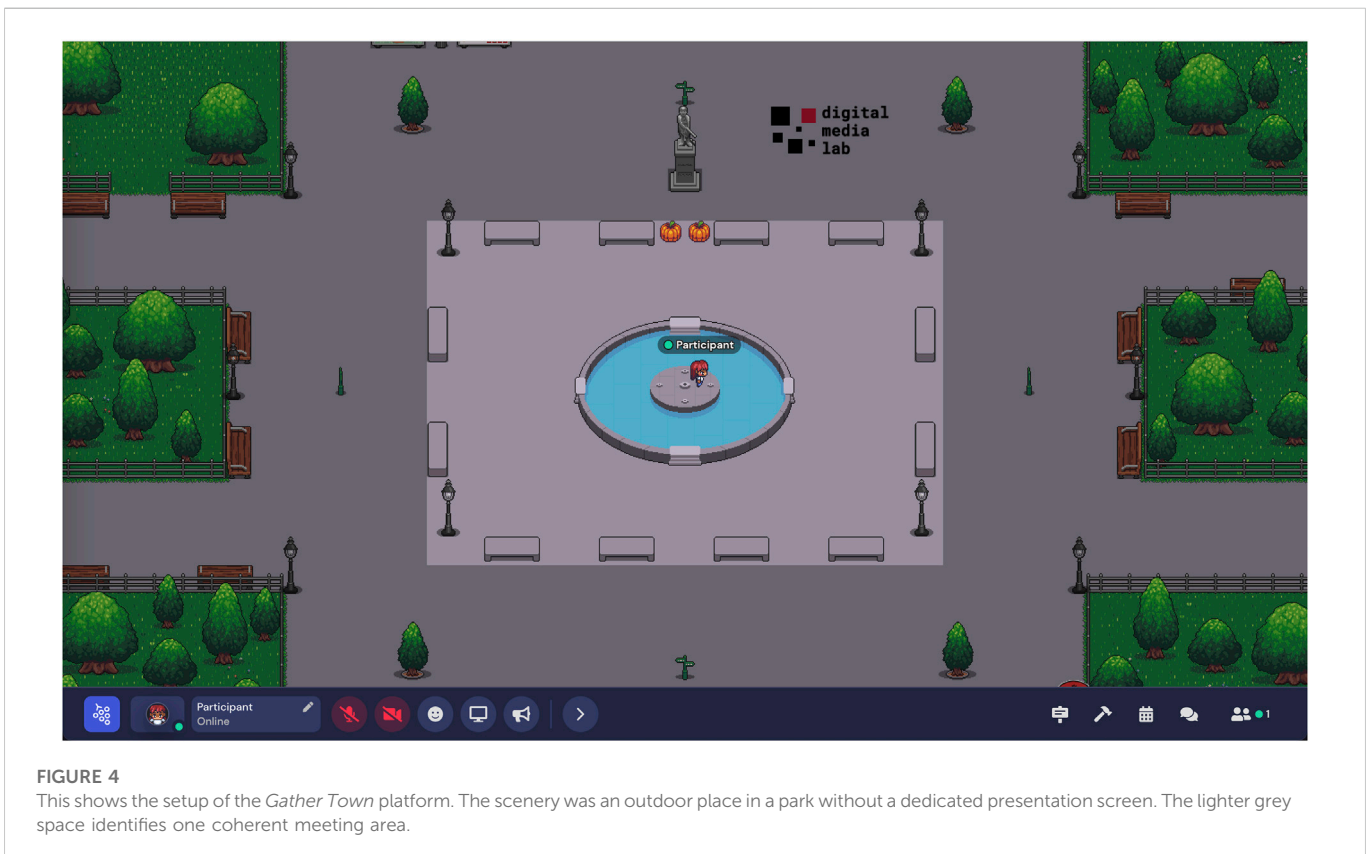 digital
media
lab
Participant
Participant
Online
1
FIGURE 4
This shows the setup of the Gather Town platform. The scenery was an outdoor place in a park without a dedicated presentation screen. The lighter grey
space identifies one coherent meeting area.